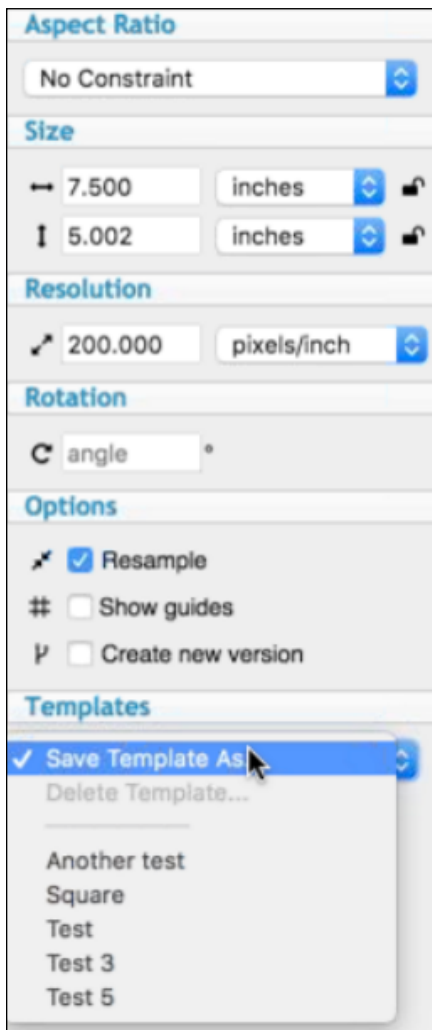 Aspect Ratio
No Constraint
Size
7.500 inches
5.002 inches
Resolution
200.000 pixels/inch
Rotation
angle °
Options
Resample
Show guides
Create new version
Templates
Save Template As
Delete Template...
Another test
Square
Test
Test 3
Test 5